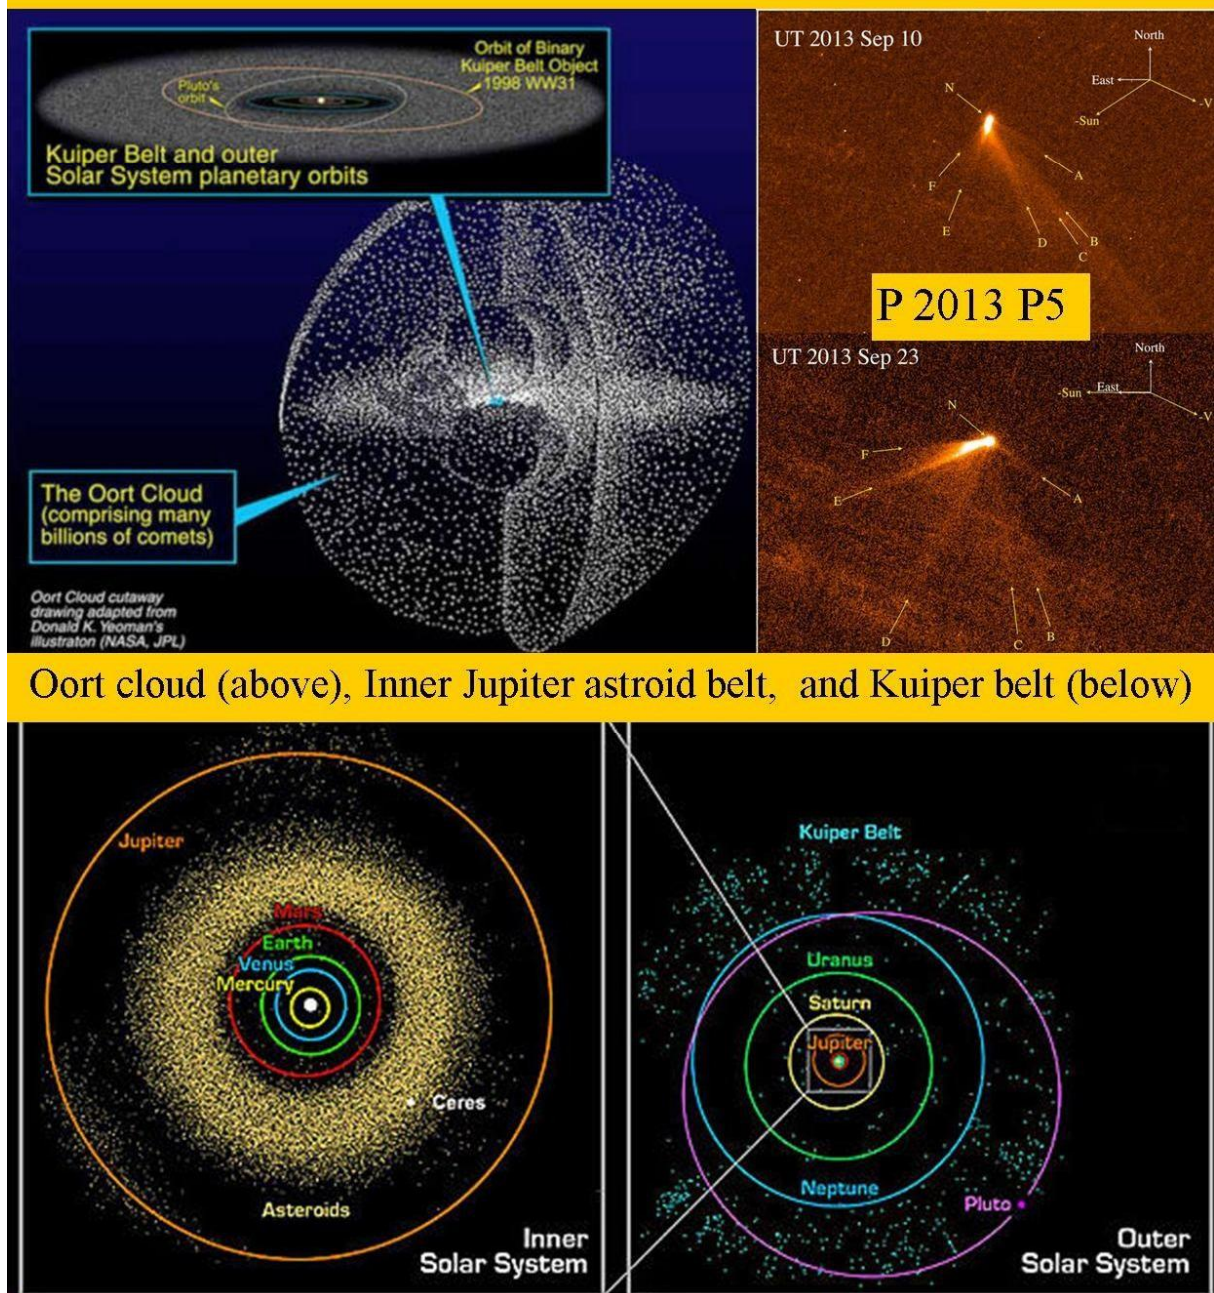 Orbit of Binary
Kuiper Belt Object
1998 WW31
Pluto's
orbit
Kuiper Belt and outer
Solar System planetary orbits
The Oort Cloud
(comprising many
billions of comets)
Oort Cloud cutaway
drawing adapted from
Donald K. Yeoman's
illustraton (NASA, JPL)
UT 2013 Sep 10
North
East
-V
-Sun
N
A
F
E
D
B
C
P 2013 P5
UT 2013 Sep 23
North
-Sun
East
-V
N
F
E
A
D
C
B
Oort cloud (above), Inner Jupiter astroid belt, and Kuiper belt (below)
Jupiter
Mars
Earth
Venus
Mercury
Ceres
Asteroids
Inner
Solar System
Kuiper Belt
Uranus
Saturn
Jupiter
Neptune
Pluto
Outer
Solar System